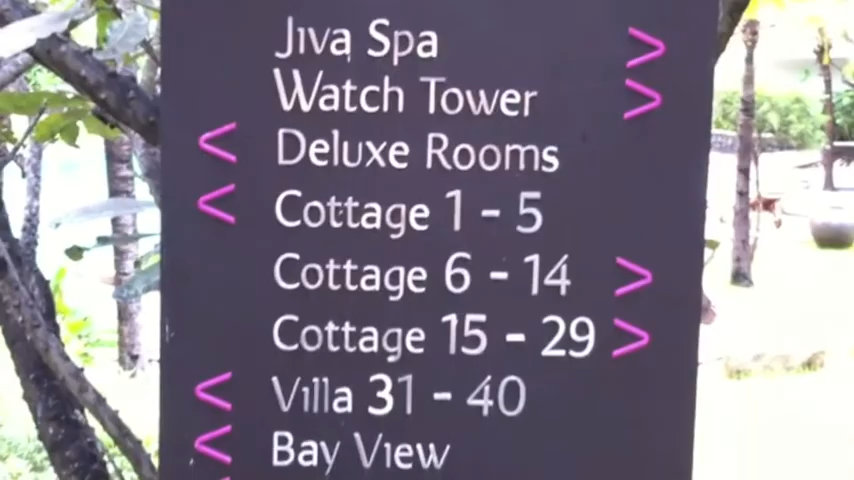 Jiva Spa >
Watch Tower >
< Deluxe Rooms
< Cottage 1 - 5
Cottage 6 - 14 >
Cottage 15 - 29 >
< Villa 31 - 40
< Bay View